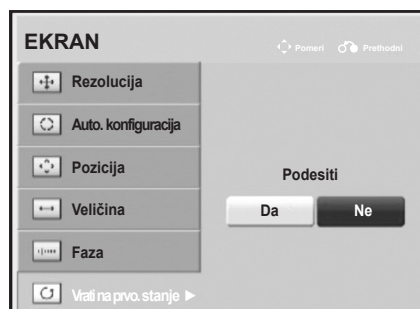 EKRAN
Pomeri Prethodni
Rezolucija
Auto. konfiguracija
Pozicija
Veličina
Faza
Vrati na prvo. stanje ►
Podesiti
Da Ne